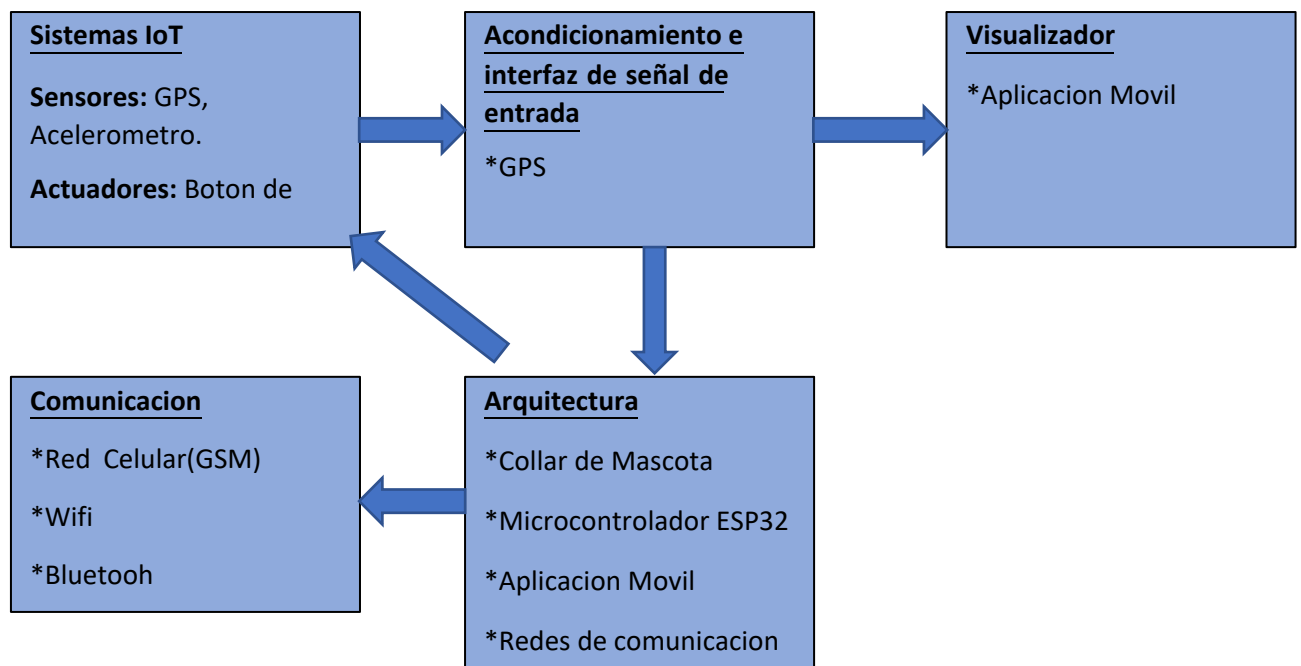 Sistemas IoT
Sensores: GPS,
Acelerometro.
Actuadores: Boton de
Acondicionamiento e
interfaz de señal de
entrada
*GPS
Visualizador
*Aplicacion Movil
Comunicacion
*Red Celular(GSM)
*Wifi
*Bluetooh
Arquitectura
*Collar de Mascota
*Microcontrolador ESP32
*Aplicacion Movil
*Redes de comunicacion